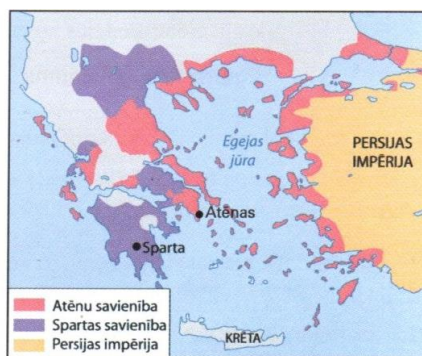 Egejas
jūra
PERSIJAS
IMPĒRIJA
Atēnas
Sparta
KRĒTA
Atēnu savienība
Spartas savienība
Persijas impērija